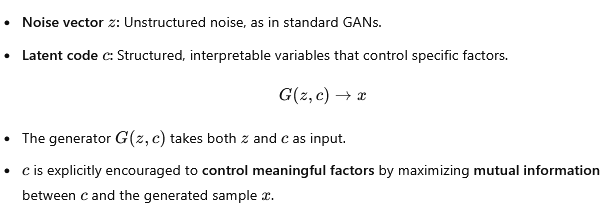 • Noise vector z: Unstructured noise, as in standard GANs.
• Latent code c: Structured, interpretable variables that control specific factors.
G(z, c) → x
• The generator G(z, c) takes both z and c as input.
• c is explicitly encouraged to control meaningful factors by maximizing mutual information
between c and the generated sample x.